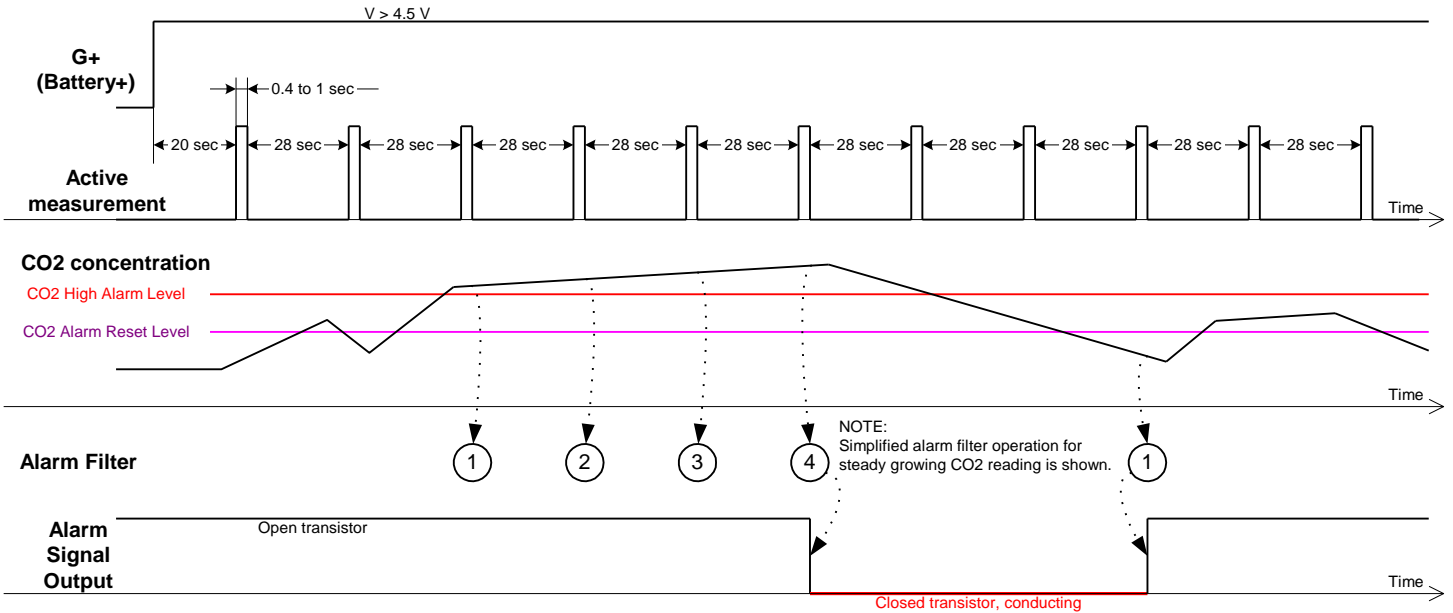 V > 4.5 V
G+
(Battery+)
0.4 to 1 sec
20 sec
28 sec
28 sec
28 sec
28 sec
28 sec
28 sec
28 sec
28 sec
28 sec
28 sec
Active
measurement
Time
CO2 concentration
CO2 High Alarm Level
CO2 Alarm Reset Level
Time
NOTE:
Simplified alarm filter operation for
steady growing CO2 reading is shown.
Alarm Filter
1
2
3
4
1
Alarm
Signal
Output
Open transistor
Time
Closed transistor, conducting